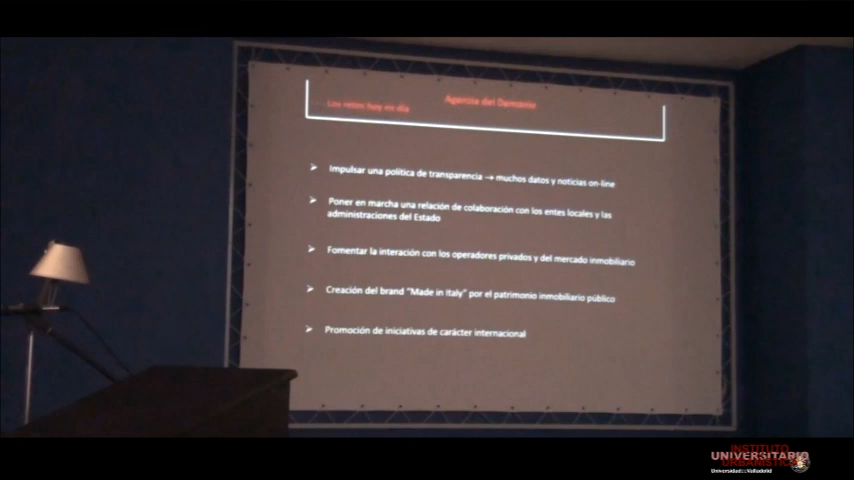 Agenzia del Demanio
Los retos hoy en día
Impulsar una política de transparencia → muchos datos y noticias on-line
Poner en marcha una relación de colaboración con los entes locales y las
administraciones del Estado
Fomentar la interación con los operadores privados y del mercado inmobiliario
Creación del brand "Made in Italy" por el patrimonio inmobiliario público
Promoción de iniciativas de carácter internacional
INSTITUTO
UNIVERSITARIO
URBANÍSTICA
Universidad de Valladolid